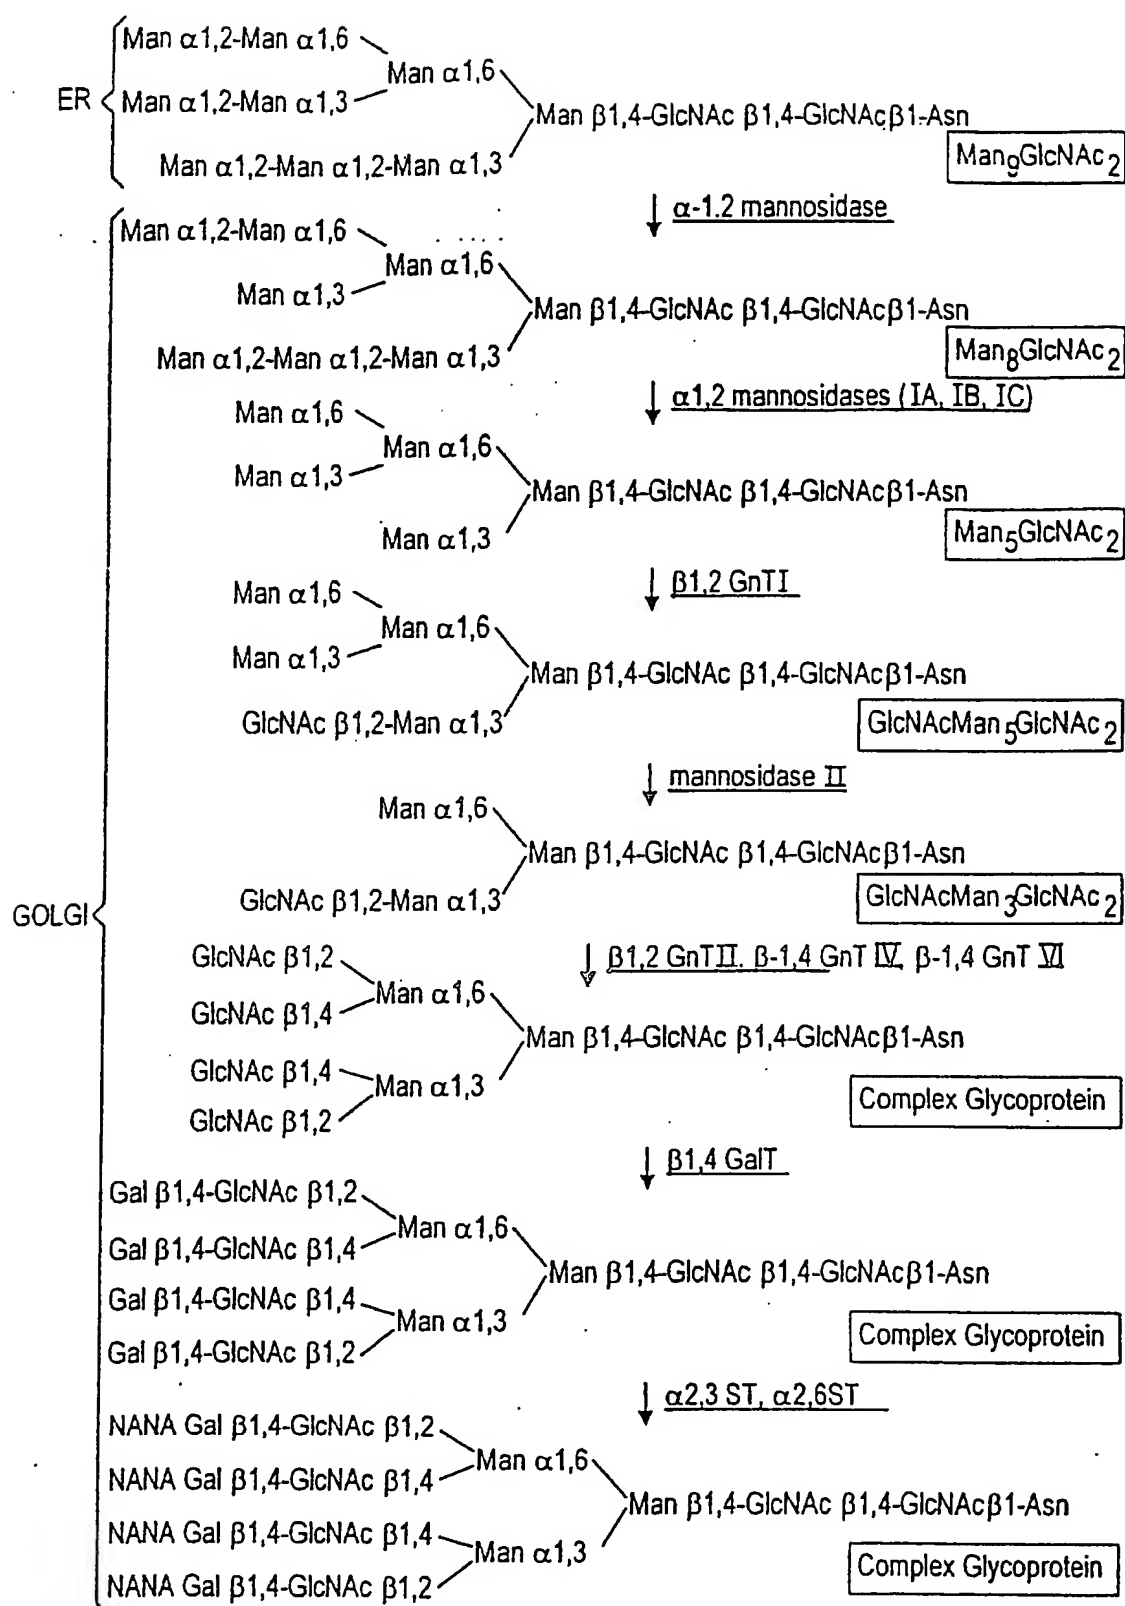 Man α1,2-Man α1,6
Man α1,6
ER
Man α1,2-Man α1,3
Man β1,4-GlcNAc β1,4-GlcNAcβ1-Asn
Man α1,2-Man α1,2-Man α1,3
Man9GlcNAc2
α-1.2 mannosidase
Man α1,2-Man α1,6
Man α1,6
Man α1,3
Man β1,4-GlcNAc β1,4-GlcNAcβ1-Asn
Man α1,2-Man α1,2-Man α1,3
Man8GlcNAc2
α1,2 mannosidases (IA, IB, IC)
Man α1,6
Man α1,6
Man α1,3
Man β1,4-GlcNAc β1,4-GlcNAcβ1-Asn
Man α1,3
Man5GlcNAc2
β1,2 GnTI
Man α1,6
Man α1,6
Man α1,3
Man β1,4-GlcNAc β1,4-GlcNAcβ1-Asn
GlcNAc β1,2-Man α1,3
GlcNAcMan5GlcNAc2
mannosidase II
Man α1,6
Man β1,4-GlcNAc β1,4-GlcNAcβ1-Asn
GlcNAc β1,2-Man α1,3
GlcNAcMan3GlcNAc2
GOLGI
β1,2 GnTII. β-1,4 GnT IV, β-1,4 GnT VI
GlcNAc β1,2
Man α1,6
GlcNAc β1,4
Man β1,4-GlcNAc β1,4-GlcNAcβ1-Asn
GlcNAc β1,4
Man α1,3
GlcNAc β1,2
Complex Glycoprotein
β1,4 GalT
Gal β1,4-GlcNAc β1,2
Man α1,6
Gal β1,4-GlcNAc β1,4
Man β1,4-GlcNAc β1,4-GlcNAcβ1-Asn
Gal β1,4-GlcNAc β1,4
Man α1,3
Gal β1,4-GlcNAc β1,2
Complex Glycoprotein
α2,3 ST, α2,6ST
NANA Gal β1,4-GlcNAc β1,2
Man α1,6
NANA Gal β1,4-GlcNAc β1,4
Man β1,4-GlcNAc β1,4-GlcNAcβ1-Asn
NANA Gal β1,4-GlcNAc β1,4
Man α1,3
NANA Gal β1,4-GlcNAc β1,2
Complex Glycoprotein